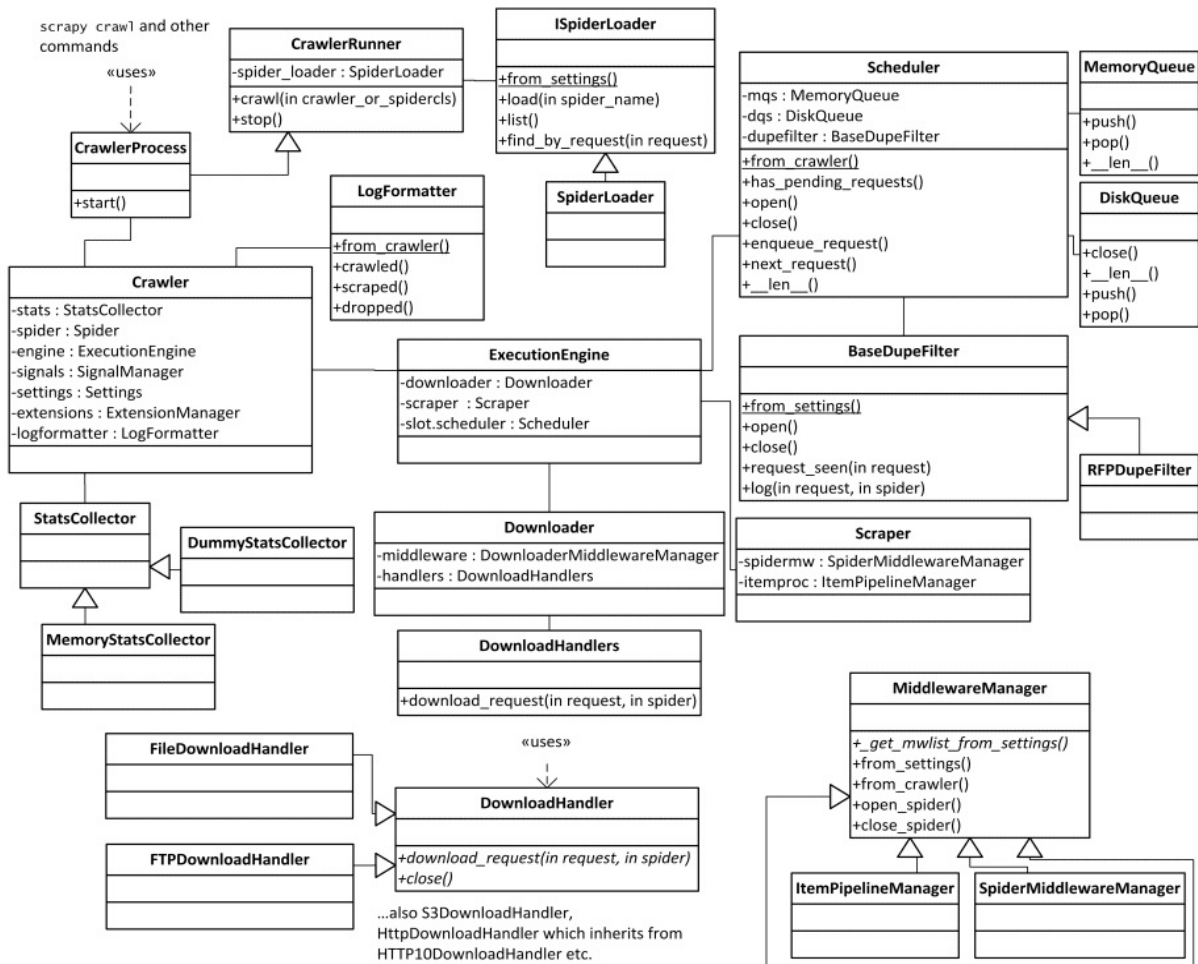 scrapy crawl and other
commands
«uses»
CrawlerProcess
+start()
CrawlerRunner
-spider_loader : SpiderLoader
+crawl(in crawler_or_spidercls)
+stop()
ISpiderLoader
+from_settings()
+load(in spider_name)
+list()
+find_by_request(in request)
SpiderLoader
LogFormatter
+from_crawler()
+crawled()
+scraped()
+dropped()
Scheduler
-mqs : MemoryQueue
-dqs : DiskQueue
-dupefilter : BaseDupeFilter
+from_crawler()
+has_pending_requests()
+open()
+close()
+enqueue_request()
+next_request()
+__len__()
MemoryQueue
+push()
+pop()
+__len__()
DiskQueue
+close()
+__len__()
+push()
+pop()
Crawler
-stats : StatsCollector
-spider : Spider
-engine : ExecutionEngine
-signals : SignalManager
-settings : Settings
-extensions : ExtensionManager
-logformatter : LogFormatter
ExecutionEngine
-downloader : Downloader
-scraper : Scraper
-slot.scheduler : Scheduler
BaseDupeFilter
+from_settings()
+open()
+close()
+request_seen(in request)
+log(in request, in spider)
RFPDupeFilter
StatsCollector
DummyStatsCollector
MemoryStatsCollector
Downloader
-middleware : DownloaderMiddlewareManager
-handlers : DownloadHandlers
Scraper
-spidermw : SpiderMiddlewareManager
-itemproc : ItemPipelineManager
DownloadHandlers
+download_request(in request, in spider)
«uses»
FileDownloadHandler
FTPDownloadHandler
DownloadHandler
+download_request(in request, in spider)
+close()
...also S3DownloadHandler,
HttpDownloadHandler which inherits from
HTTP10DownloadHandler etc.
MiddlewareManager
+_get_mwlist_from_settings()
+from_settings()
+from_crawler()
+open_spider()
+close_spider()
ItemPipelineManager
SpiderMiddlewareManager